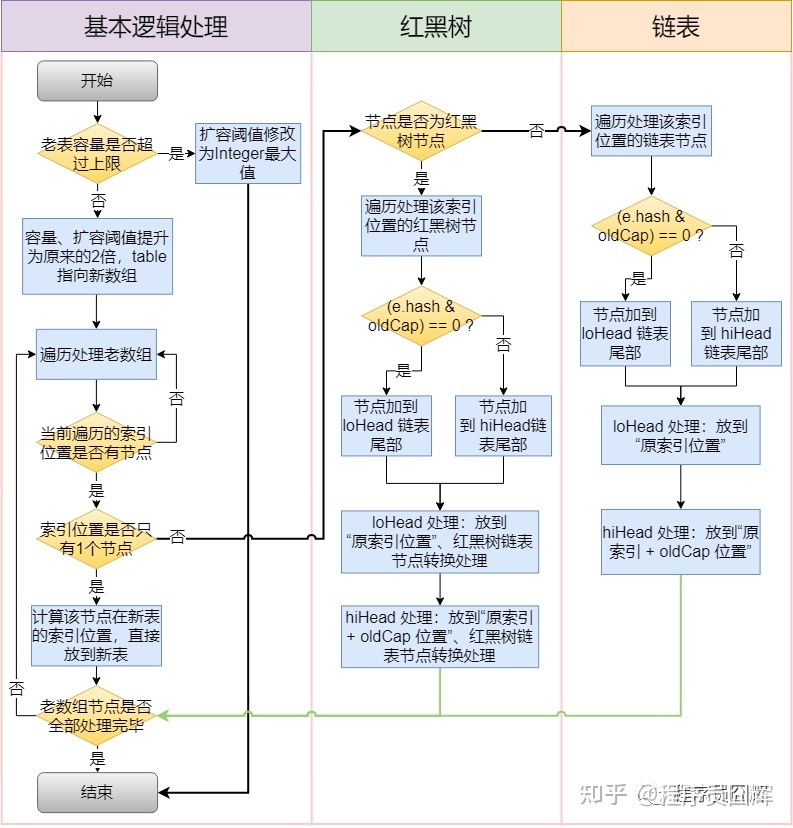 基本逻辑处理
红黑树
链表
开始
老表容量是否超
过上限
是
扩容阈值修改
为Integer最大
值
否
容量、扩容阈值提升
为原来的2倍，table
指向新数组
遍历处理老数组
否
当前遍历的索引
位置是否有节点
是
索引位置是否只
有1个节点
否
是
计算该节点在新表
的索引位置，直接
放到新表
否
老数组节点是否
全部处理完毕
是
结束
节点是否为红黑
树节点
否
是
遍历处理该索引
位置的红黑树节
点
(e.hash &
oldCap) == 0 ?
是
否
节点加到
loHead 链表
尾部
节点加
到 hiHead链
表尾部
loHead 处理：放到
“原索引位置”、红黑树链表
节点转换处理
hiHead 处理：放到“原索引
+ oldCap 位置”、红黑树链
表节点转换处理
遍历处理该索引
位置的链表节点
(e.hash &
oldCap) == 0 ?
是
否
节点加到
loHead 链表
尾部
节点加
到 hiHead
链表尾部
loHead 处理：放到
“原索引位置”
hiHead 处理：放到“原
索引 + oldCap 位置”
知乎 @程序员囧辉